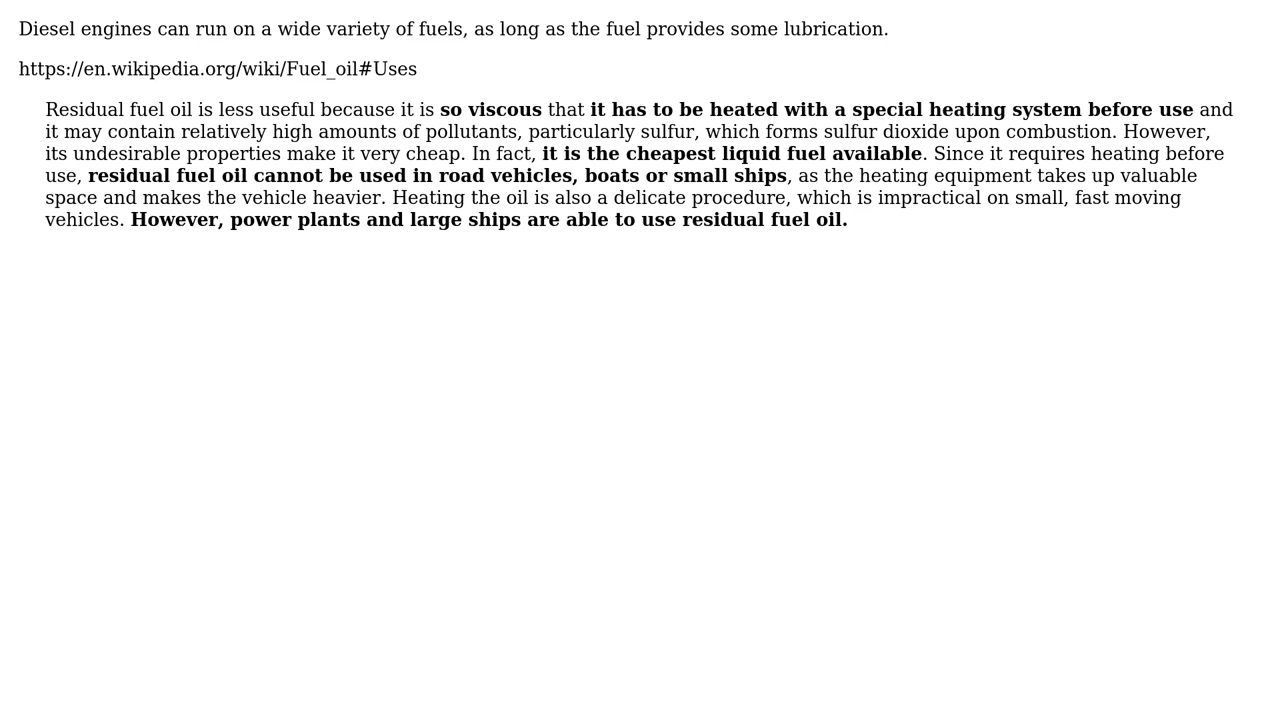 Diesel engines can run on a wide variety of fuels, as long as the fuel provides some lubrication.
https://en.wikipedia.org/wiki/Fuel_oil#Uses
Residual fuel oil is less useful because it is so viscous that it has to be heated with a special heating system before use and
it may contain relatively high amounts of pollutants, particularly sulfur, which forms sulfur dioxide upon combustion. However,
its undesirable properties make it very cheap. In fact, it is the cheapest liquid fuel available. Since it requires heating before
use, residual fuel oil cannot be used in road vehicles, boats or small ships, as the heating equipment takes up valuable
space and makes the vehicle heavier. Heating the oil is also a delicate procedure, which is impractical on small, fast moving
vehicles. However, power plants and large ships are able to use residual fuel oil.